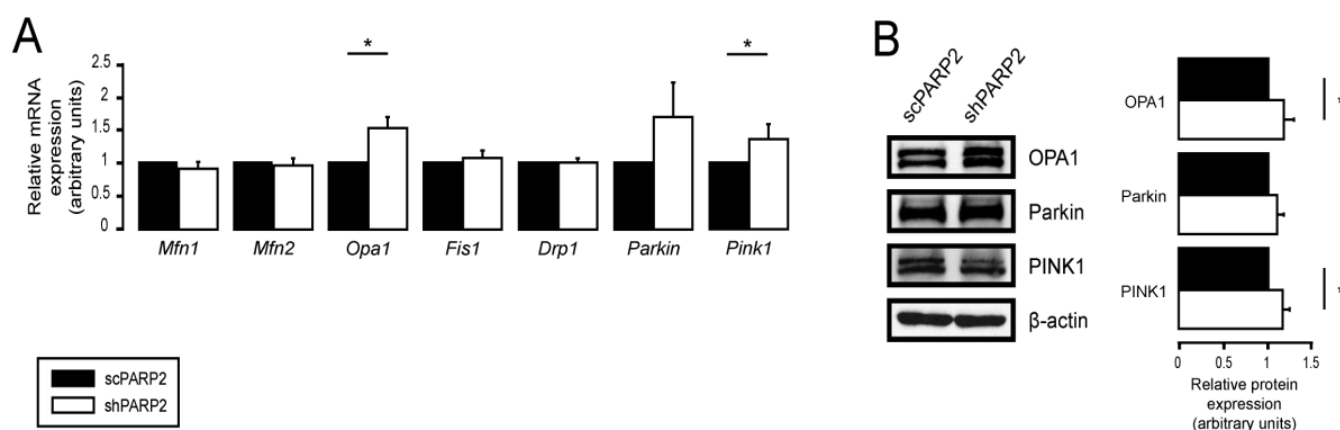 A
Relative mRNA
expression
(arbitrary units)
2.5
2
1.5
1
0.5
0
*
*
Mfn1 Mfn2 Opa1 Fis1 Drp1 Parkin Pink1
scPARP2
shPARP2
B
scPARP2 shPARP2
OPA1
Parkin
PINK1
β-actin
OPA1
*
Parkin
PINK1
*
0 1 1.5
Relative protein
expression
(arbitrary units)